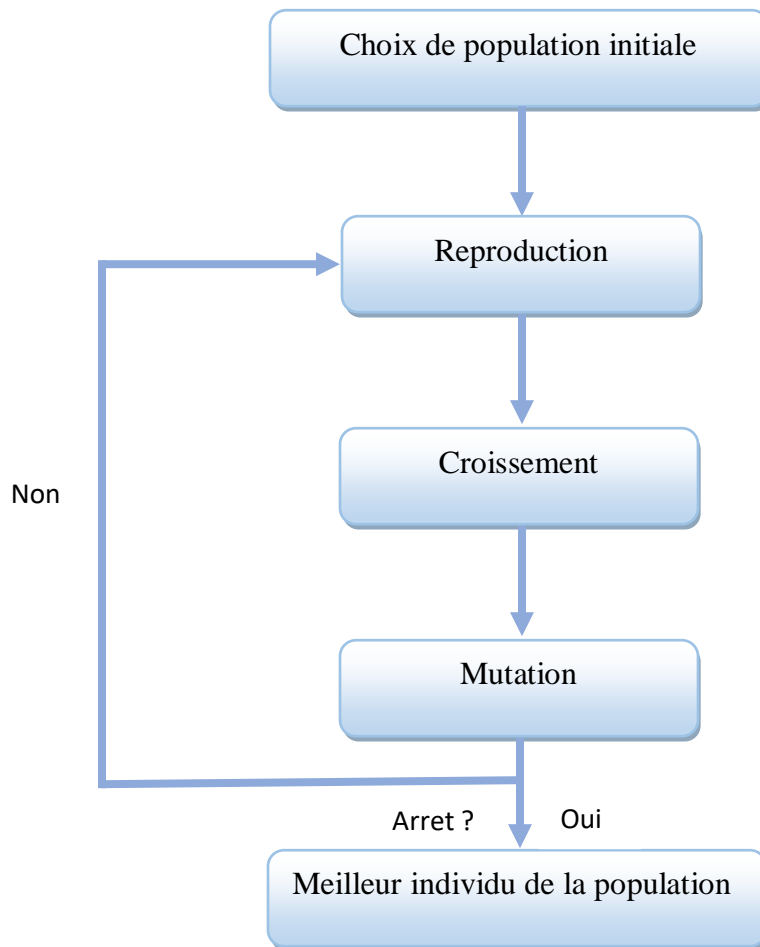 Choix de population initiale
Reproduction
Croissement
Non
Mutation
Arret ? Oui
Meilleur individu de la population